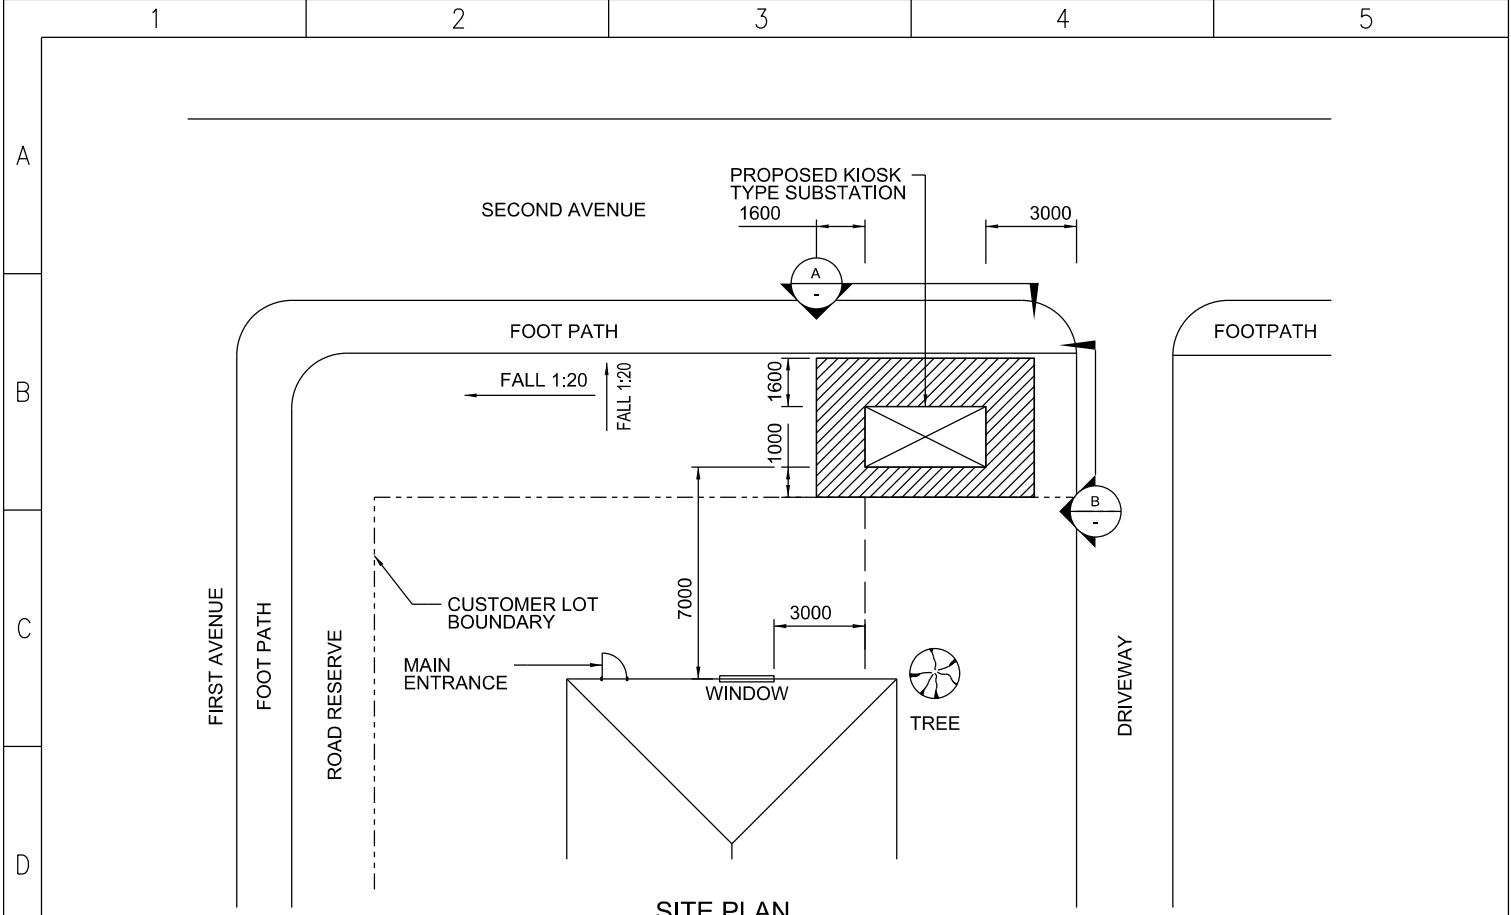 1 2 3 4 5
A
PROPOSED KIOSK
TYPE SUBSTATION
SECOND AVENUE
1600
3000
A
-
B
FOOT PATH
FOOTPATH
FALL 1:20
FALL 1:20
1600
1000
B
-
C
7000
3000
CUSTOMER LOT
BOUNDARY
FIRST AVENUE
FOOT PATH
ROAD RESERVE
MAIN
ENTRANCE
WINDOW
TREE
DRIVEWAY
D
SITE PLAN